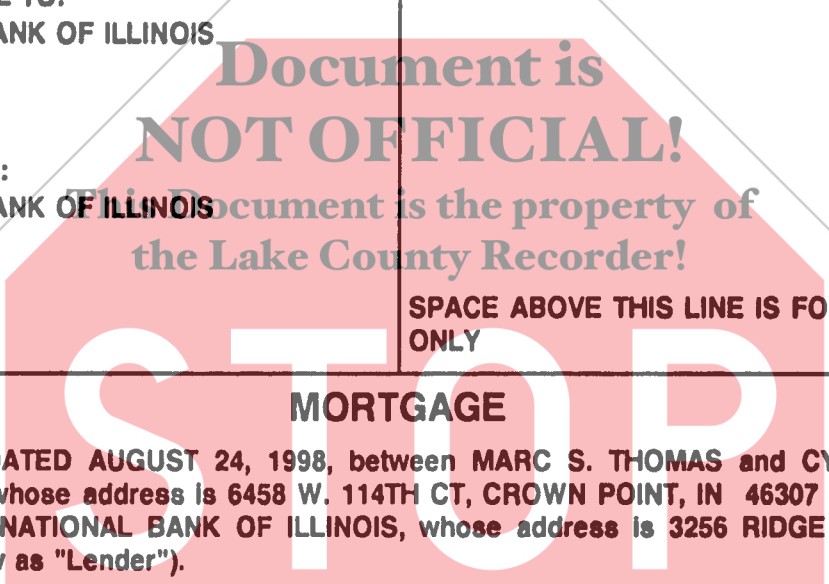 ANK OF ILLINOIS
Document is
NOT OFFICIAL!
:
ANK OF ILLINOIS
This Document is the property of
the Lake County Recorder!
SPACE ABOVE THIS LINE IS FO
ONLY
STOP
MORTGAGE
ATED AUGUST 24, 1998, between MARC S. THOMAS and CY
whose address is 6458 W. 114TH CT, CROWN POINT, IN 46307
NATIONAL BANK OF ILLINOIS, whose address is 3256 RIDGE
as "Lender").